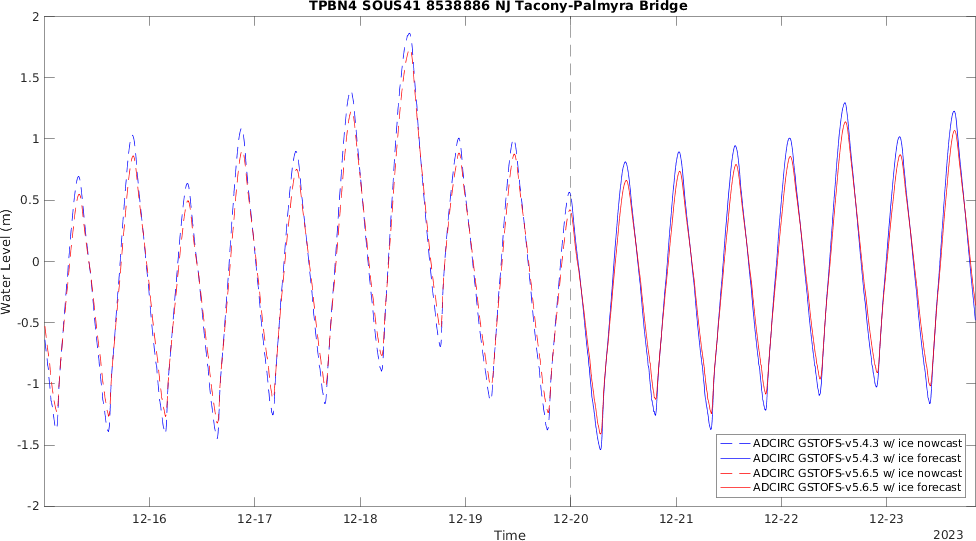 TPBN4 SOUS41 8538886 NJ Tacony-Palmyra Bridge
2
1.5
1
0.5
0
-0.5
-1
-1.5
-2
Water Level (m)
ADCIRC GSTOFS-v5.4.3 w/ ice nowcast
ADCIRC GSTOFS-v5.4.3 w/ ice forecast
ADCIRC GSTOFS-v5.6.5 w/ ice nowcast
ADCIRC GSTOFS-v5.6.5 w/ ice forecast
12-16 12-17 12-18 12-19 12-20 12-21 12-22 12-23
Time
2023